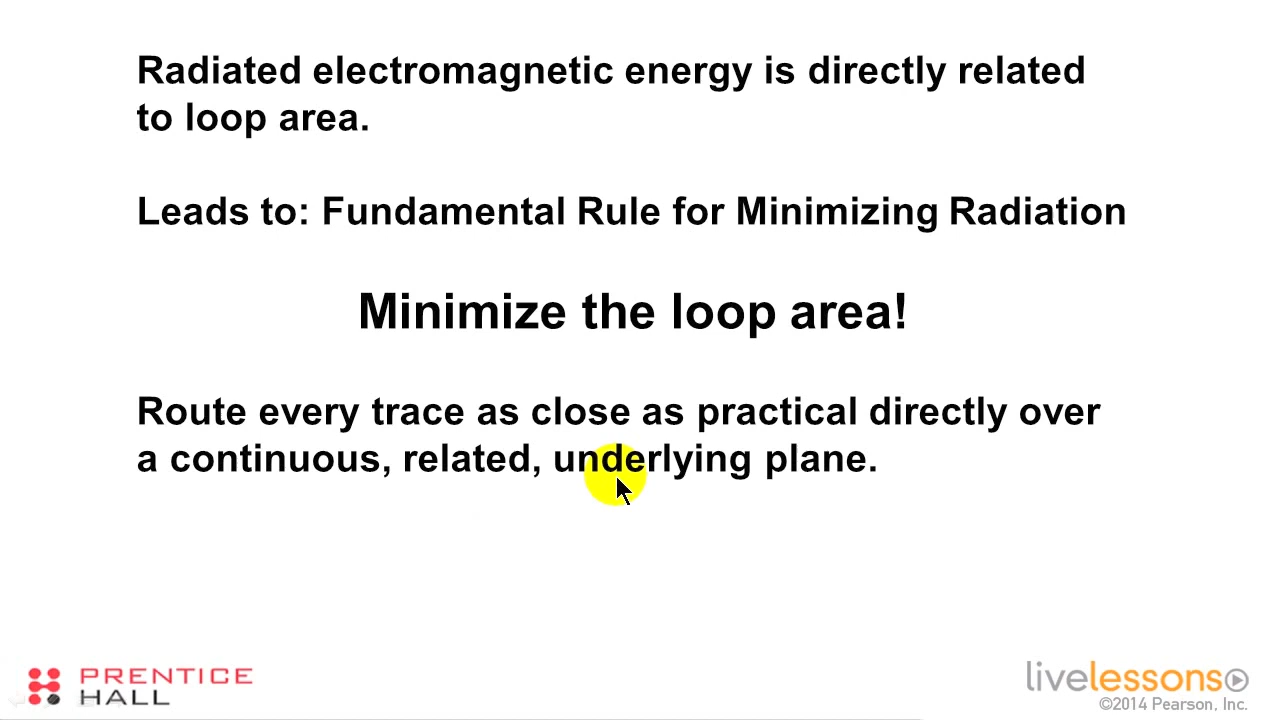 Radiated electromagnetic energy is directly related
to loop area.
Leads to: Fundamental Rule for Minimizing Radiation
Minimize the loop area!
Route every trace as close as practical directly over
a continuous, related, underlying plane.
PRENTICE
HALL
livelessons
©2014 Pearson, Inc.